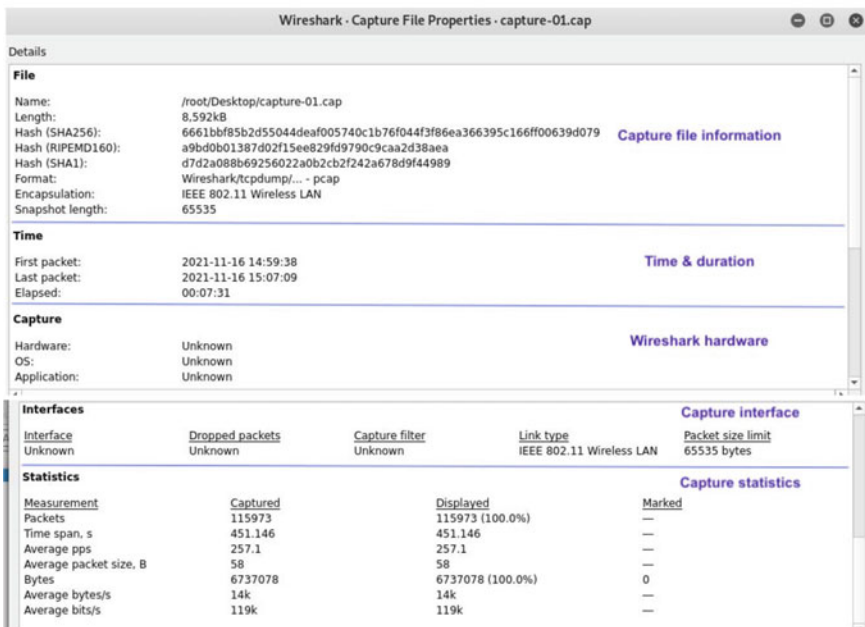 Wireshark · Capture File Properties · capture-01.cap
Details
File
Name: /root/Desktop/capture-01.cap
Length: 8,592kB
Hash (SHA256): 6661bbf85b2d55044deaf005740c1b76f044f3f86ea366395c166ff00639d079
Capture file information
Hash (RIPEMD160): a9bd0b01387d02f15ee829fd9790c9caa2d38aea
Hash (SHA1): d7d2a088b69256022a0b2cb2f242a678d9f44989
Format: Wireshark/tcpdump/... - pcap
Encapsulation: IEEE 802.11 Wireless LAN
Snapshot length: 65535
Time
First packet: 2021-11-16 14:59:38
Time & duration
Last packet: 2021-11-16 15:07:09
Elapsed: 00:07:31
Capture
Wireshark hardware
Hardware: Unknown
OS: Unknown
Application: Unknown
Interfaces
Capture interface
Interface Dropped packets Capture filter Link type Packet size limit
Unknown Unknown Unknown IEEE 802.11 Wireless LAN 65535 bytes
Statistics
Capture statistics
Measurement Captured Displayed Marked
Packets 115973 115973 (100.0%) —
Time span, s 451.146 451.146 —
Average pps 257.1 257.1 —
Average packet size, B 58 58 —
Bytes 6737078 6737078 (100.0%) 0
Average bytes/s 14k 14k —
Average bits/s 119k 119k —